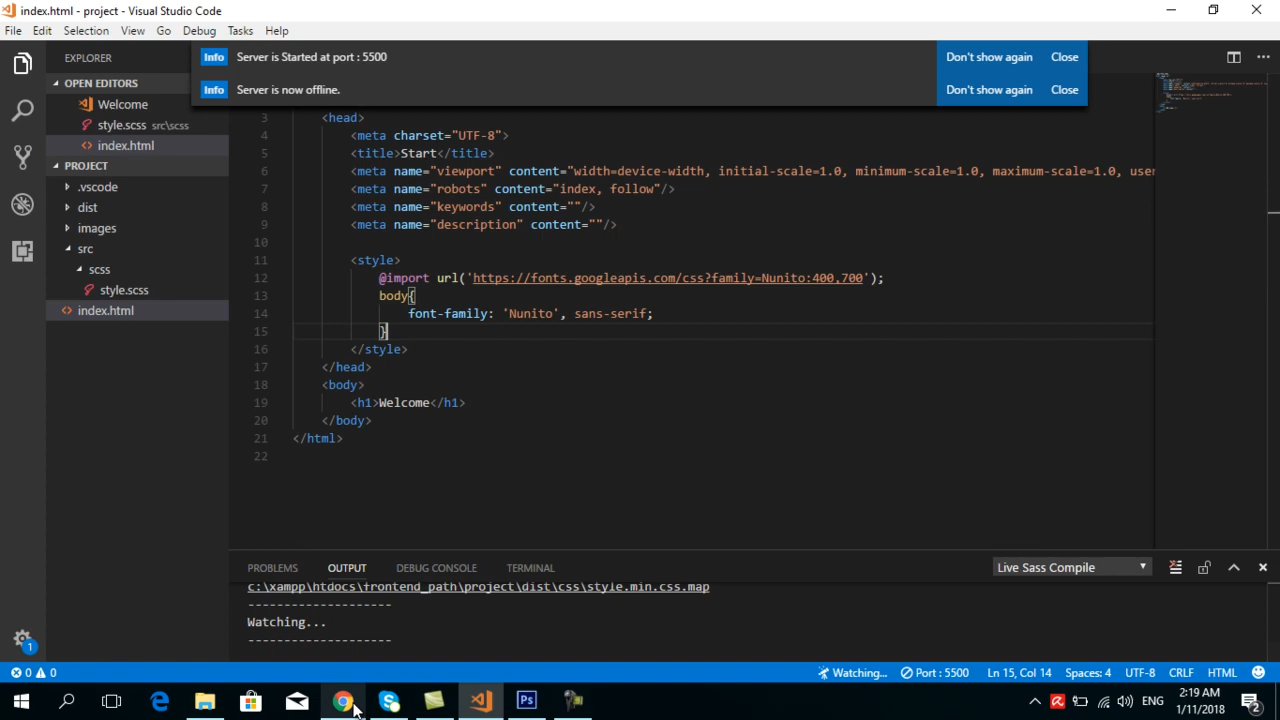 index.html - project - Visual Studio Code
File Edit Selection View Go Debug Tasks Help
EXPLORER
OPEN EDITORS
Welcome
style.scss src\scss
index.html
PROJECT
.vscode
dist
images
src
scss
style.scss
index.html
Info Server is Started at port : 5500 Don't show again Close
Info Server is now offline. Don't show again Close
3 <head>
4 <meta charset="UTF-8">
5 <title>Start</title>
6 <meta name="viewport" content="width=device-width, initial-scale=1.0, minimum-scale=1.0, maximum-scale=1.0, user
7 <meta name="robots" content="index, follow"/>
8 <meta name="keywords" content=""/>
9 <meta name="description" content=""/>
10
11 <style>
12 @import url('https://fonts.googleapis.com/css?family=Nunito:400,700');
13 body{
14 font-family: 'Nunito', sans-serif;
15 }
16 </style>
17 </head>
18 <body>
19 <h1>Welcome</h1>
20 </body>
21 </html>
22
PROBLEMS OUTPUT DEBUG CONSOLE TERMINAL Live Sass Compile
c:\xampp\htdocs\frontend_path\project\dist\css\style.min.css.map
--------------------
Watching...
--------------------
1
0 0 Watching... Port : 5500 Ln 15, Col 14 Spaces: 4 UTF-8 CRLF HTML
Ps ENG 2:19 AM
1/11/2018 2